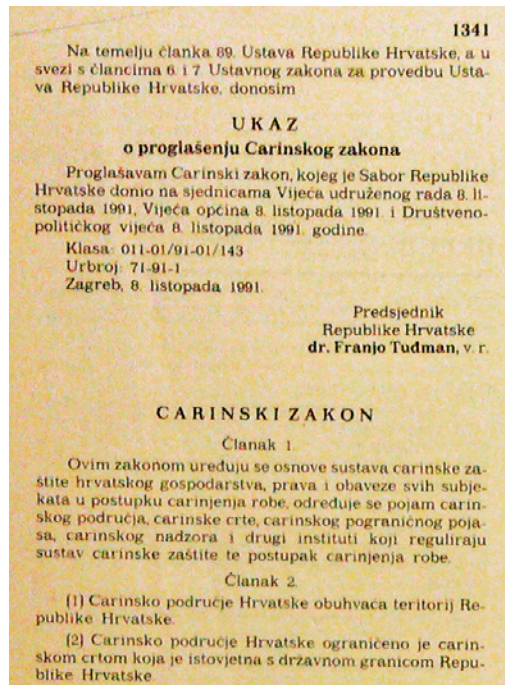 1341
Na temelju članka 89. Ustava Republike Hrvatske, a u
svezi s člancima 6. i 7. Ustavnog zakona za provedbu Usta-
va Republike Hrvatske, donosim
UKAZ
o proglašenju Carinskog zakona
Proglašavam Carinski zakon, kojeg je Sabor Republike
Hrvatske donio na sjednicama Vijeća udruženog rada 8. li-
stopada 1991, Vijeća općina 8. listopada 1991. i Društveno-
političkog vijeća 8. listopada 1991. godine.
Klasa: 011-01/91-01/143
Urbroj: 71-91-1
Zagreb, 8. listopada 1991.
Predsjednik
Republike Hrvatske
dr. Franjo Tuđman, v. r.
CARINSKI ZAKON
Članak 1.
Ovim zakonom uređuju se osnove sustava carinske za-
štite hrvatskog gospodarstva, prava i obaveze svih subje-
kata u postupku carinjenja robe, određuje se pojam carin-
skog područja, carinske crte, carinskog pograničnog poja-
sa, carinskog nadzora i drugi instituti koji reguliraju
sustav carinske zaštite te postupak carinjenja robe.
Članak 2.
(1) Carinsko područje Hrvatske obuhvaća teritorij Re-
publike Hrvatske.
(2) Carinsko područje Hrvatske ograničeno je carin-
skom crtom koja je istovjetna s državnom granicom Repu-
blike Hrvatske.